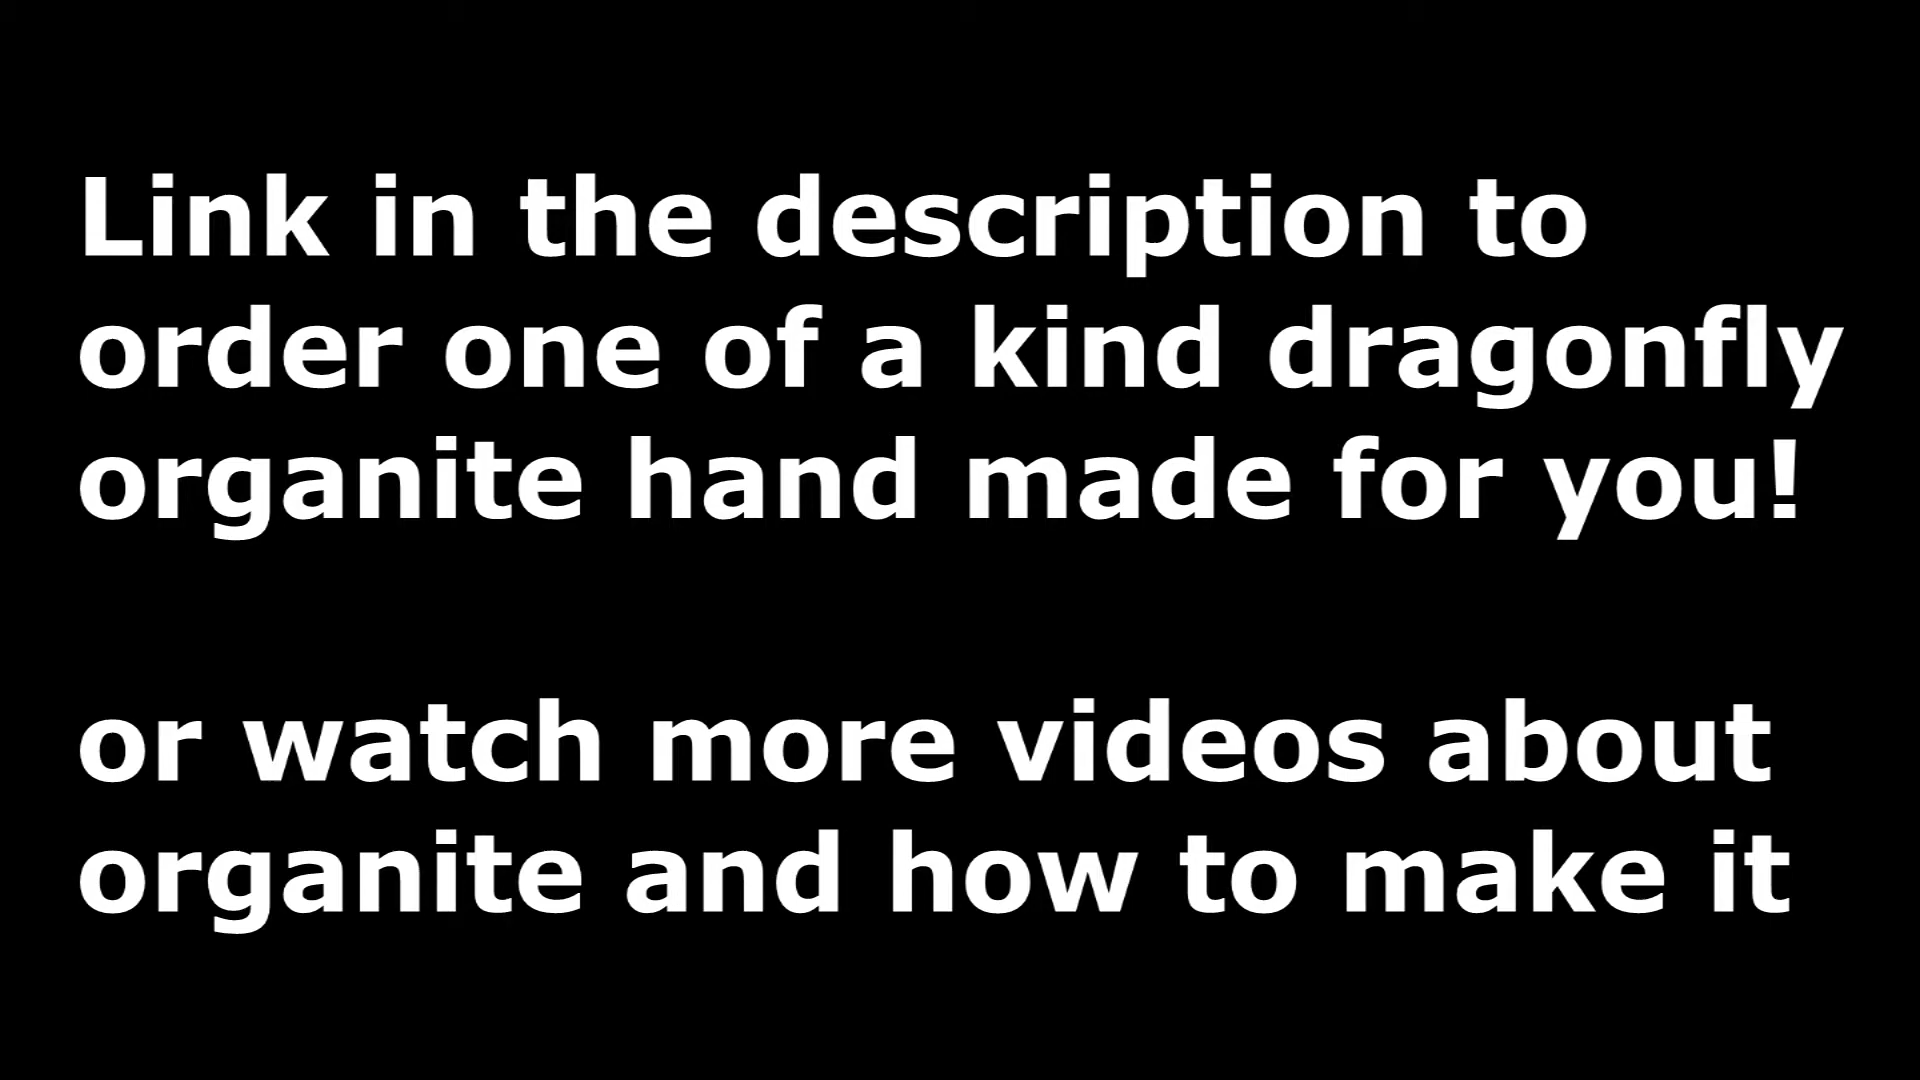 Link in the description to
order one of a kind dragonfly
organite hand made for you!
or watch more videos about
organite and how to make it